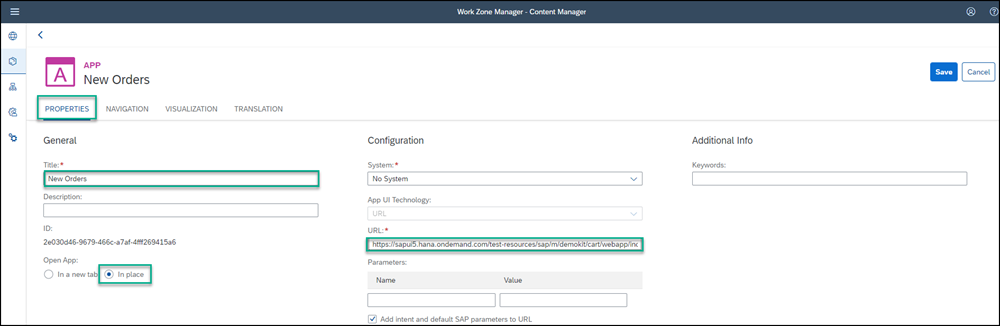 Work Zone Manager - Content Manager
APP
A
New Orders
Save
Cancel
PROPERTIES NAVIGATION VISUALIZATION TRANSLATION
General
Title:*
New Orders
Description:
ID:
2e030d46-9679-466c-a7af-4fff269415a6
Open App:
In a new tab
In place
Configuration
System:*
No System
App UI Technology:
URL
URL:*
https://sapui5.hana.ondemand.com/test-resources/sap/m/demokit/cart/webapp/in
Parameters:
Name Value
Add intent and default SAP parameters to URL
Additional Info
Keywords: